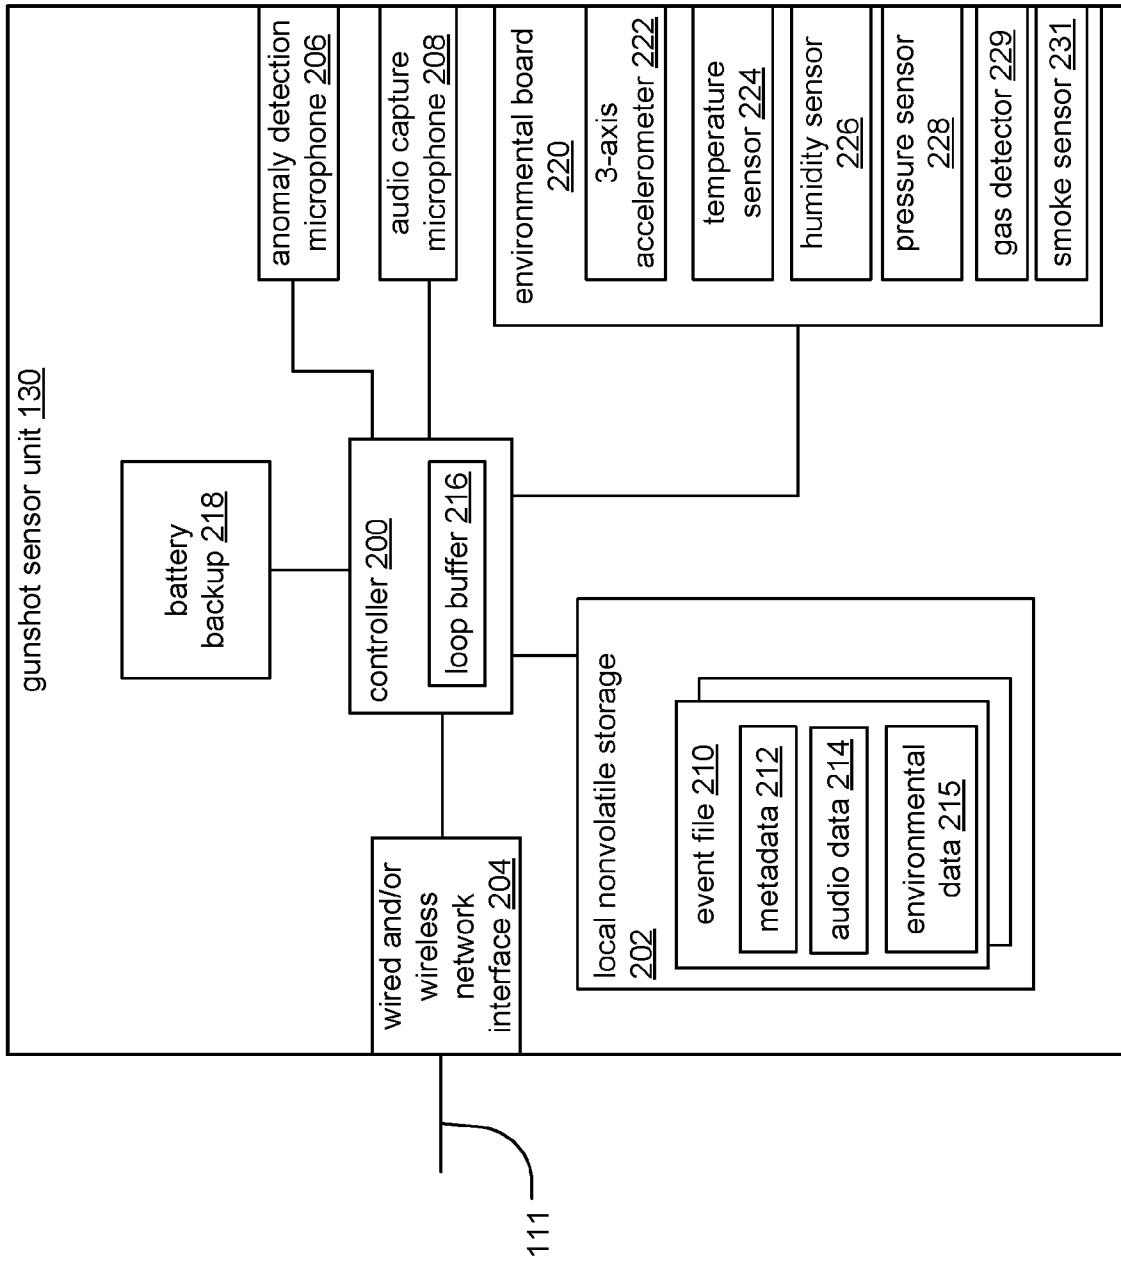 gunshot sensor unit 130
battery
backup 218
anomaly detection
microphone 206
audio capture
microphone 208
controller 200
loop buffer 216
wired and/or
wireless
network
interface 204
111
environmental board
220
3-axis
accelerometer 222
temperature
sensor 224
humidity sensor
226
pressure sensor
228
gas detector 229
smoke sensor 231
local nonvolatile storage
202
event file 210
metadata 212
audio data 214
environmental
data 215